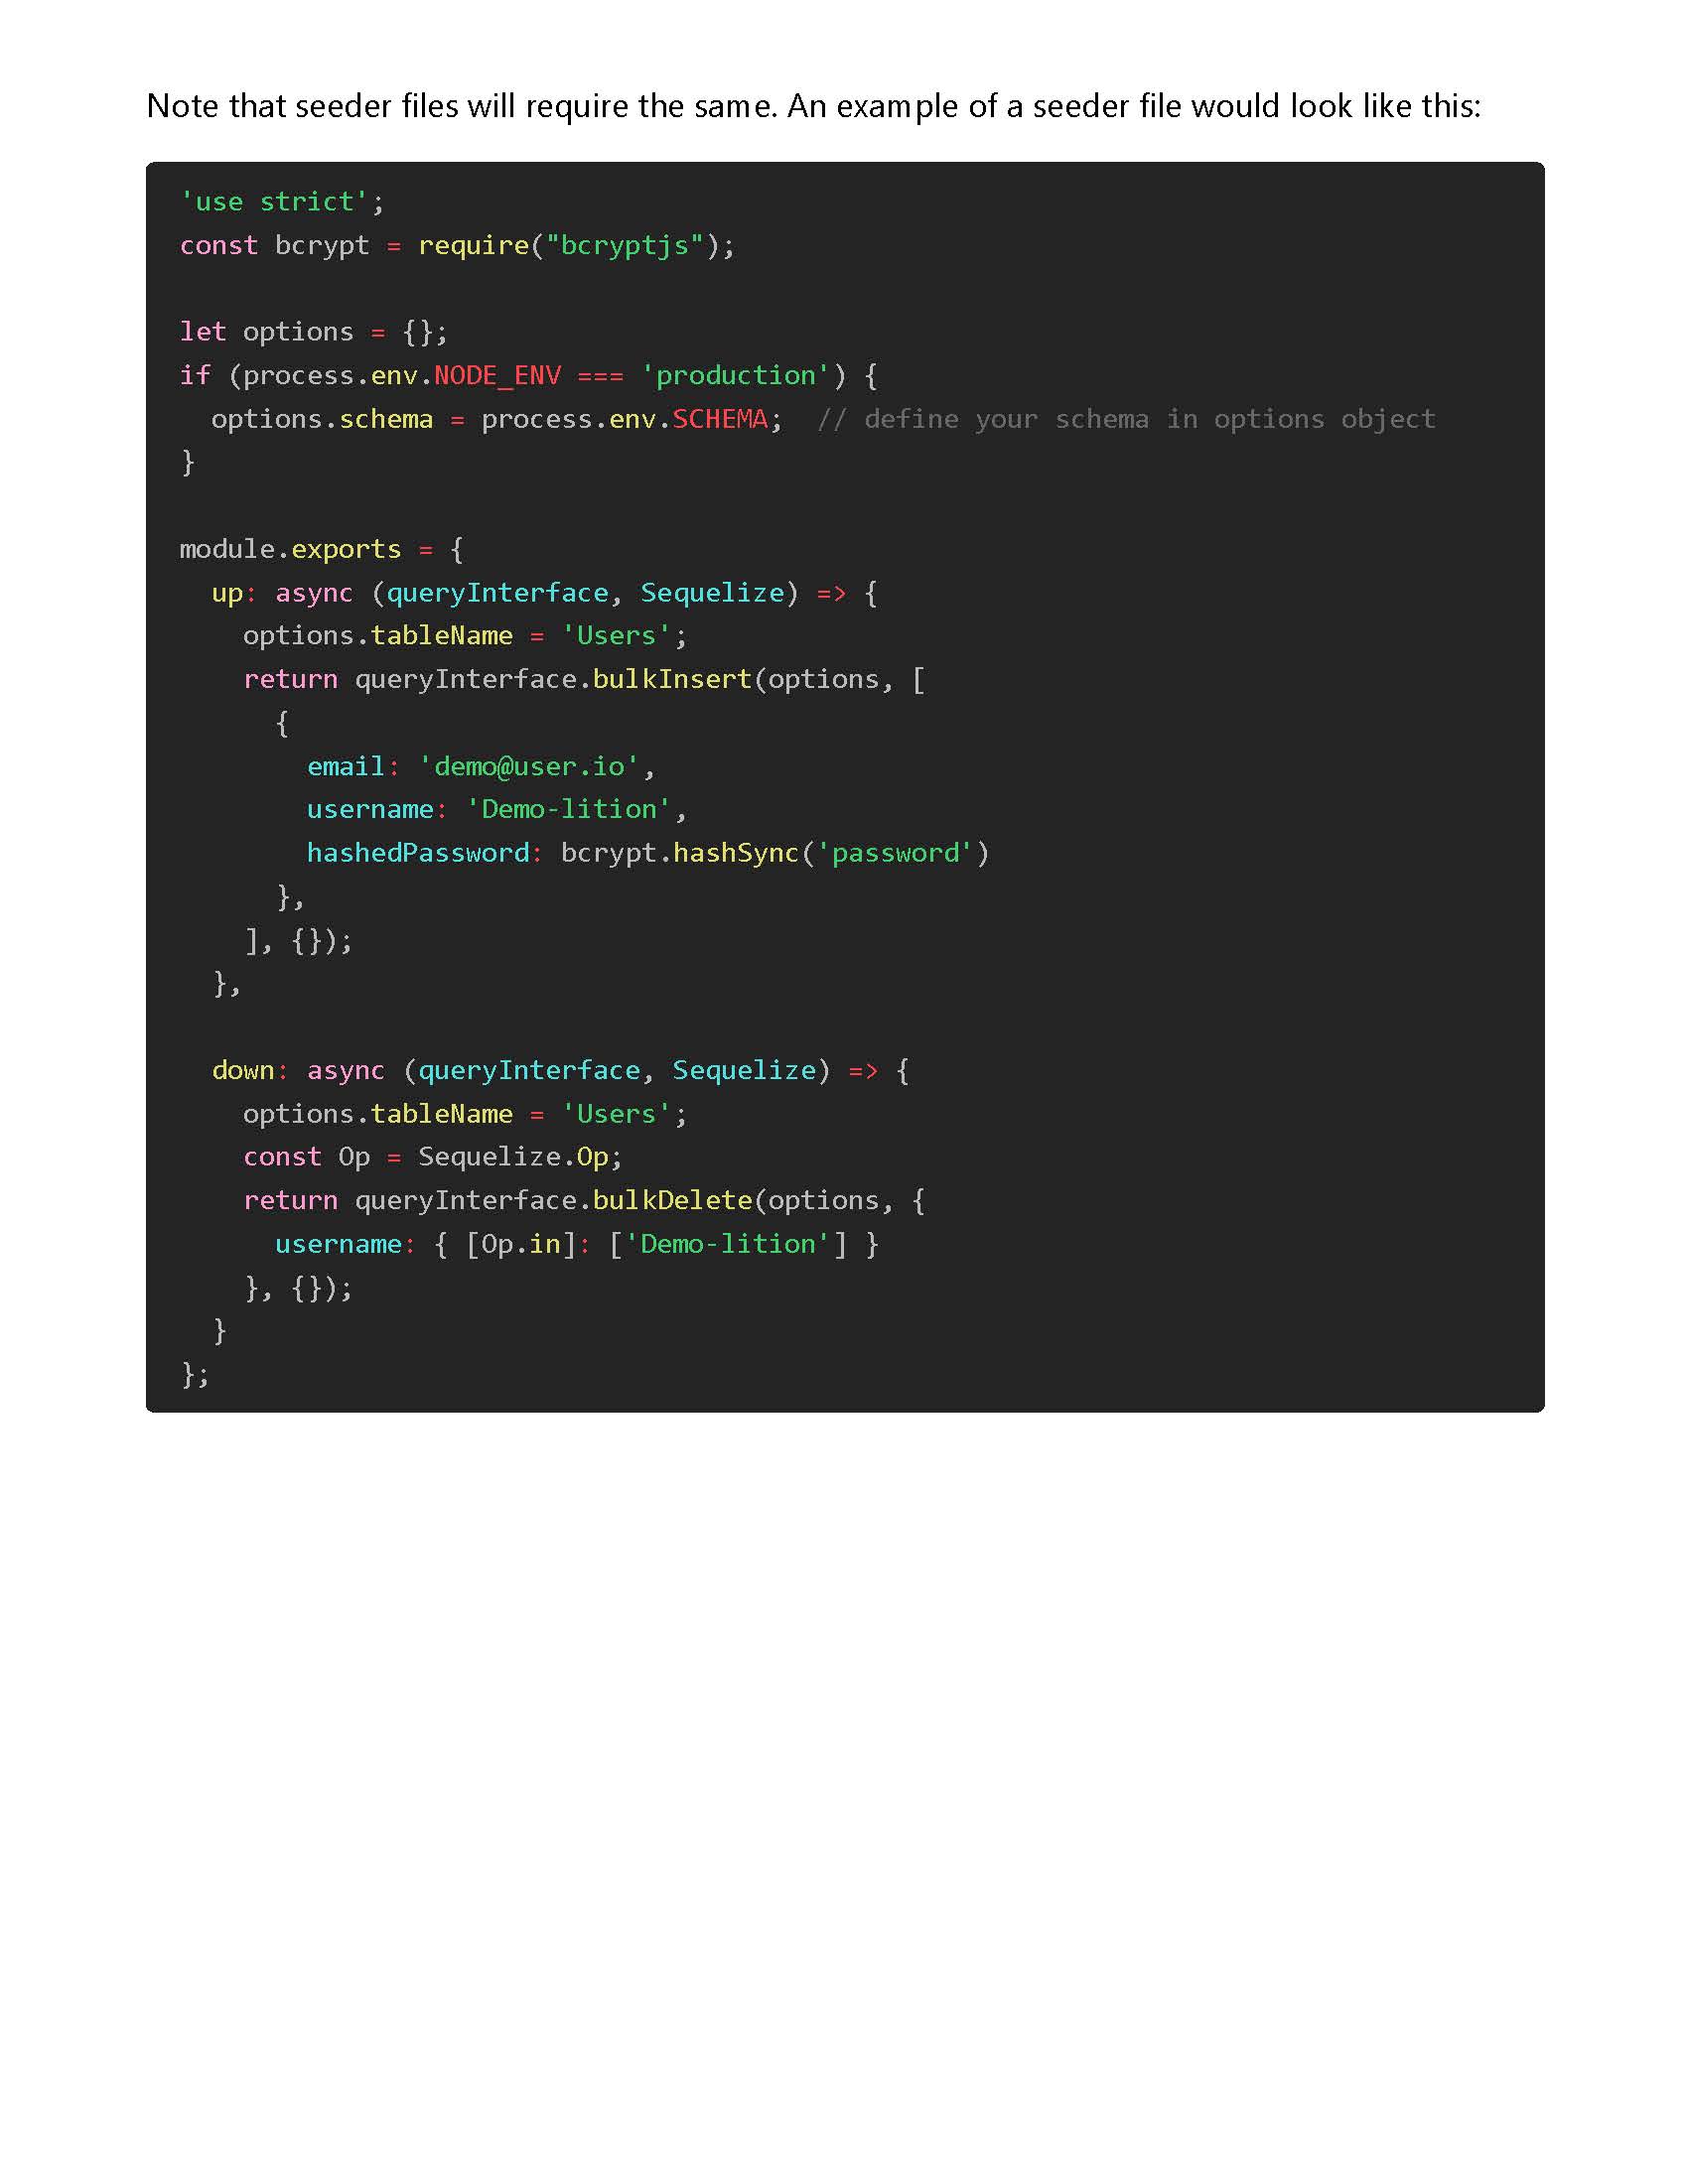 Note that seeder files will require the same. An example of a seeder file would look like this:
'use strict';
const bcrypt = require("bcryptjs");

let options = {};
if (process.env.NODE_ENV === 'production') {
  options.schema = process.env.SCHEMA;  // define your schema in options object
}

module.exports = {
  up: async (queryInterface, Sequelize) => {
    options.tableName = 'Users';
    return queryInterface.bulkInsert(options, [
      {
        email: 'demo@user.io',
        username: 'Demo-lition',
        hashedPassword: bcrypt.hashSync('password')
      },
    ], {});
  },

  down: async (queryInterface, Sequelize) => {
    options.tableName = 'Users';
    const Op = Sequelize.Op;
    return queryInterface.bulkDelete(options, {
      username: { [Op.in]: ['Demo-lition'] }
    }, {});
  }
};